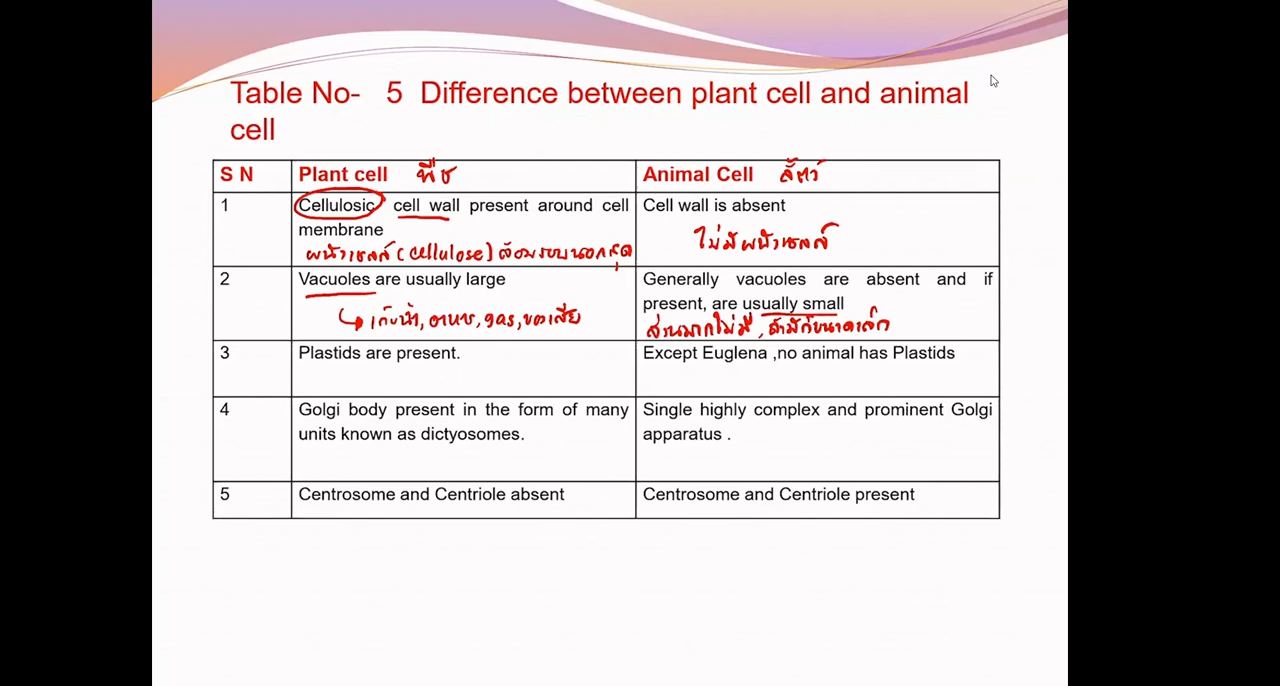 Table No- 5 Difference between plant cell and animal
cell
S N Plant cell พืช Animal Cell สัตว์
1 Cellulosic cell wall present around cell Cell wall is absent
membrane
ผนังเซลล์ (cellulose) ล้อมรอบนอกสุด ไม่มีผนังเซลล์
2 Vacuoles are usually large Generally vacuoles are absent and if
present, are usually small
เก็บน้ำ, อาหาร, gas, ของเสีย ส่วนมากไม่มี, ถ้ามีก็ขนาดเล็ก
3 Plastids are present. Except Euglena ,no animal has Plastids
4 Golgi body present in the form of many Single highly complex and prominent Golgi
units known as dictyosomes. apparatus .
5 Centrosome and Centriole absent Centrosome and Centriole present